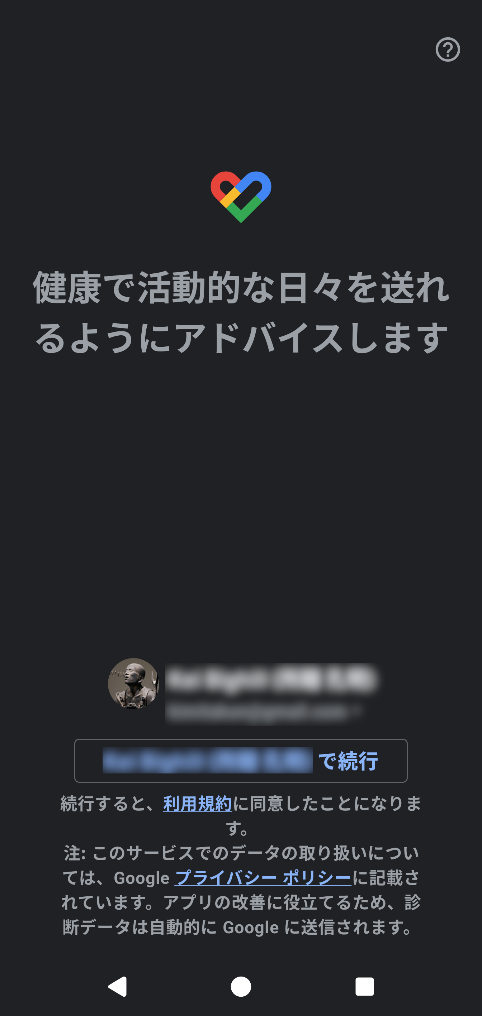 健康で活動的な日々を送れ
るようにアドバイスします
で続行
続行すると、利用規約に同意したことになりま
す。
注: このサービスでのデータの取り扱いについ
ては、Google プライバシー ポリシーに記載さ
れています。アプリの改善に役立てるため、診
断データは自動的に Google に送信されます。